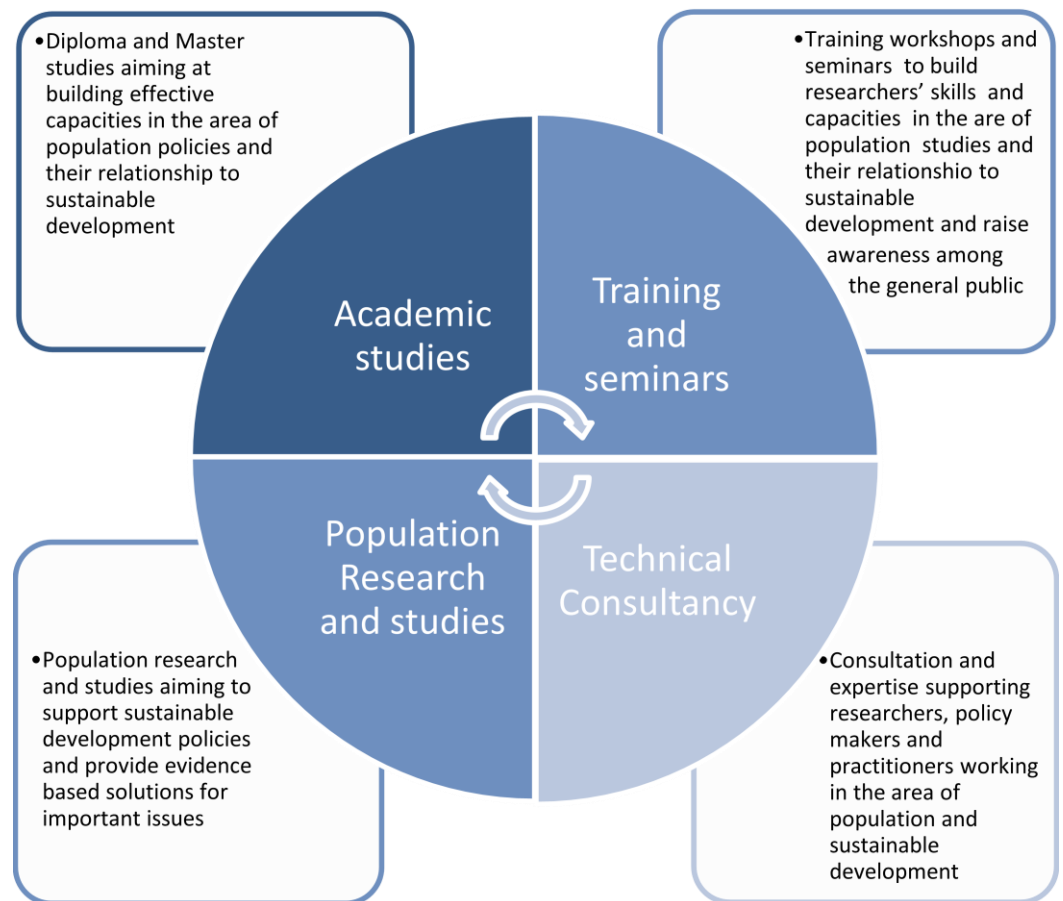 •Diploma and Master
studies aiming at
building effective
capacities in the area of
population policies and
their relationship to
sustainable
development
•Training workshops and
seminars to build
researchers’ skills and
capacities in the are of
population studies and
their relationshio to
sustainable
development and raise
awareness among
the general public
Academic
studies
Training
and
seminars
Population
Research
and studies
Technical
Consultancy
•Population research
and studies aiming to
support sustainable
development policies
and provide evidence
based solutions for
important issues
•Consultation and
expertise supporting
researchers, policy
makers and
practitioners working
in the area of
population and
sustainable
development